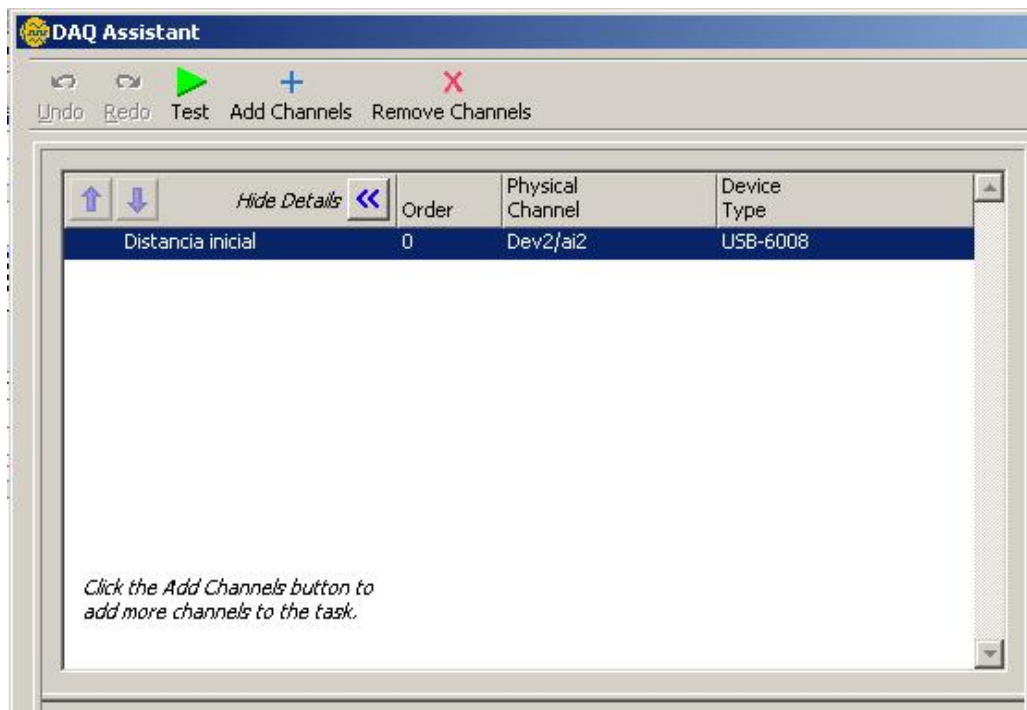 DAQ Assistant
Undo Redo Test Add Channels Remove Channels
Hide Details Order Physical Channel Device Type
Distancia inicial 0 Dev2/ai2 USB-6008
Click the Add Channels button to
add more channels to the task.